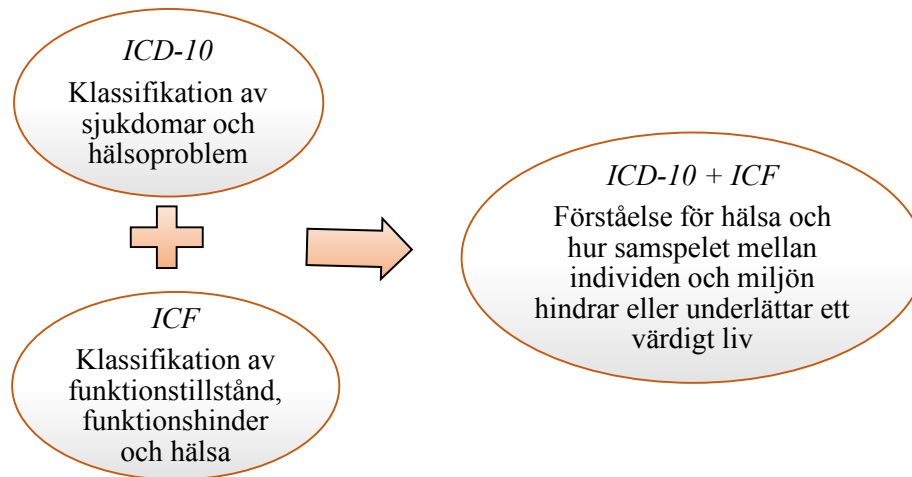 ICD-10
Klassifikation av
sjukdomar och
hälsoproblem
ICF
Klassifikation av
funktionstillstånd,
funktionshinder
och hälsa
ICD-10 + ICF
Förståelse för hälsa och
hur samspelet mellan
individen och miljön
hindrar eller underlättar ett
värdigt liv